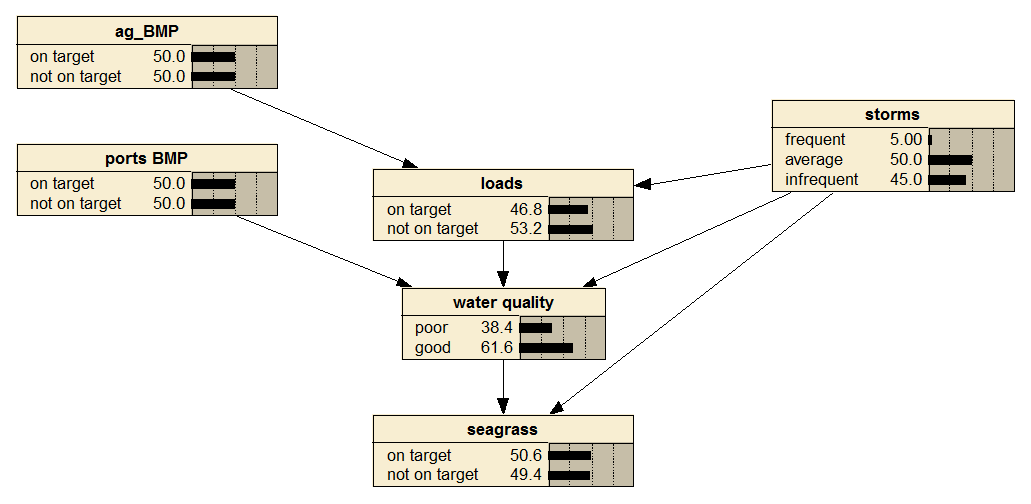 ag_BMP
on target 50.0
not on target 50.0
ports BMP
on target 50.0
not on target 50.0
storms
frequent 5.00
average 50.0
infrequent 45.0
loads
on target 46.8
not on target 53.2
water quality
poor 38.4
good 61.6
seagrass
on target 50.6
not on target 49.4